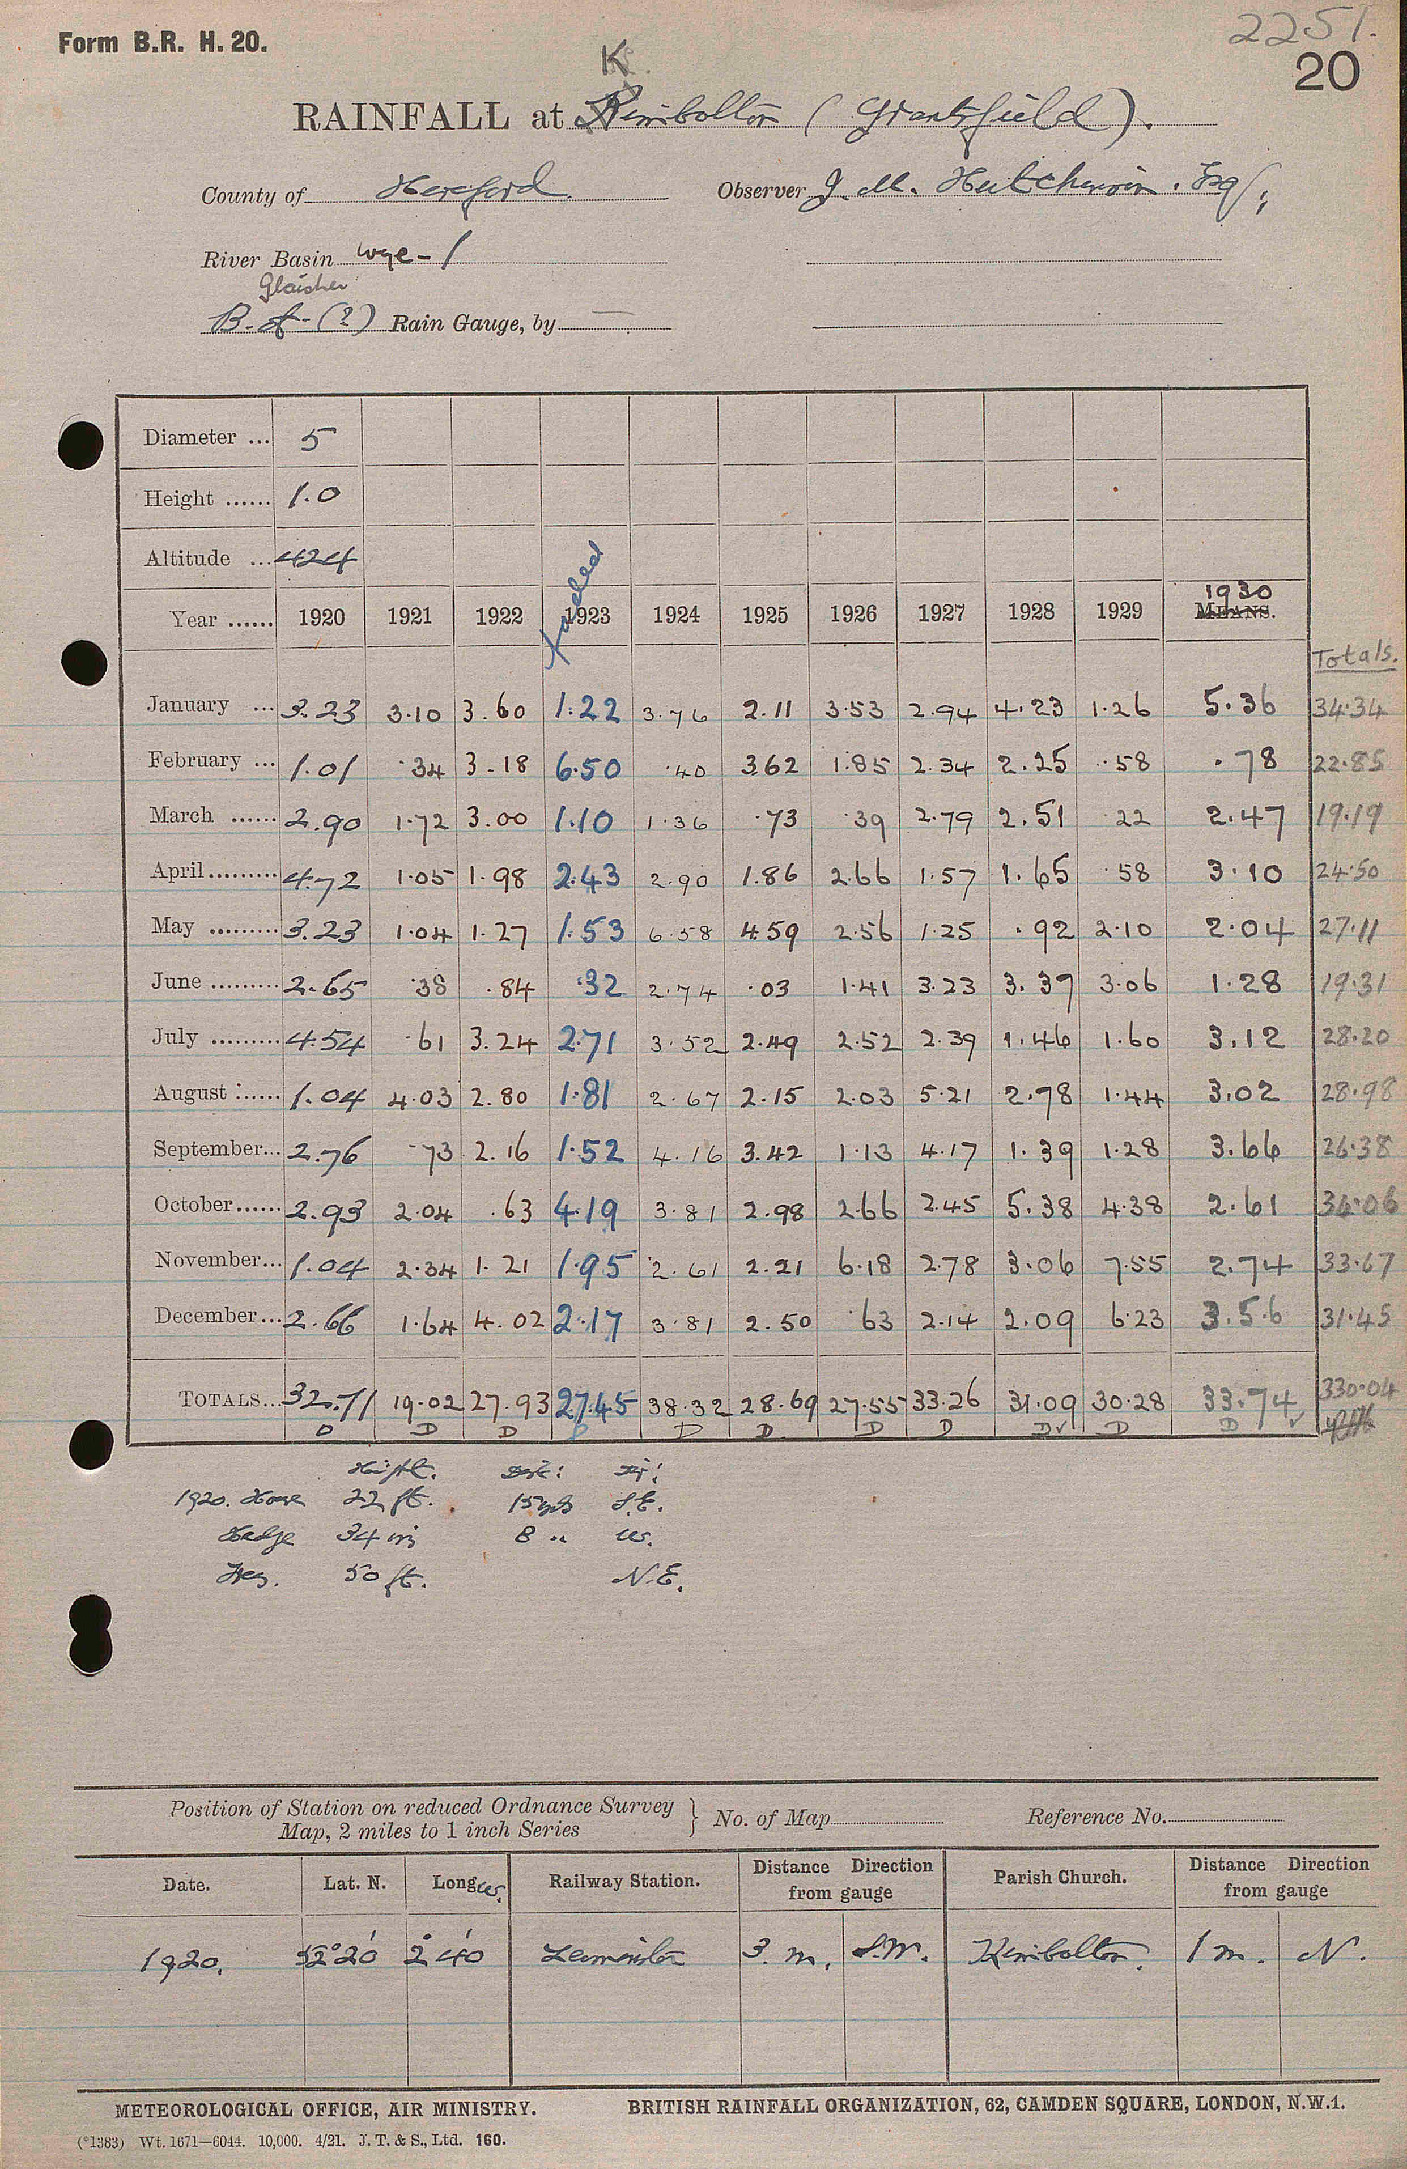 Form B.R. H. 20.
2251.
20
K
RAINFALL at Kimbolton (Grantsfield).
County of Hereford. Observer J. M. Hutchinson. Esq;
River Basin Wye - 1
Glaisher
B.A. (?) Rain Gauge, by —
Diameter ... 5
Height ...... 1.0
Altitude ... 424
1930
Year ...... 1920 1921 1922 1923 1924 1925 1926 1927 1928 1929 MEANS.
Totals.
January ... 3.23 3.10 3.60 1.22 3.76 2.11 3.53 2.94 4.23 1.26 5.36 34.34
February ... 1.01 .34 3.18 6.50 .40 3.62 1.85 2.34 2.25 .58 .78 22.85
March ...... 2.90 1.72 3.00 1.10 1.36 .73 .39 2.79 2.51 .22 2.47 19.19
April ......... 4.72 1.05 1.98 2.43 2.90 1.86 2.66 1.57 1.65 .58 3.10 24.50
May ......... 3.23 1.04 1.27 1.53 6.58 4.59 2.56 1.25 .92 2.10 2.04 27.11
June ......... 2.65 .38 .84 .32 2.74 .03 1.41 3.23 3.37 3.06 1.28 19.31
July ......... 4.54 .61 3.24 2.71 3.52 2.49 2.52 2.39 1.46 1.60 3.12 28.20
August ...... 1.04 4.03 2.80 1.81 2.67 2.15 2.03 5.21 2.78 1.44 3.02 28.98
September... 2.76 .73 2.16 1.52 4.16 3.42 1.13 4.17 1.39 1.28 3.66 26.38
October...... 2.93 2.04 .63 4.19 3.81 2.98 2.66 2.45 5.38 4.38 2.61 34.06
November... 1.04 2.34 1.21 1.95 2.61 2.21 6.18 2.78 3.06 7.55 2.74 33.67
December... 2.66 1.64 4.02 2.17 3.81 2.50 .63 2.14 2.09 6.23 3.56 31.45
TOTALS... 32.71 19.02 27.93 27.45 38.32 28.69 27.55 33.26 31.09 30.28 33.74 330.04
D D D D D D D D D D D
Height. Dist: Dir:
1920. House 22 ft. 15 yds S.E.
Hedge 34 in 8 " W.
Trees. 50 ft. N.E.
Position of Station on reduced Ordnance Survey
Map, 2 miles to 1 inch Series } No. of Map Reference No.
Date. Lat. N. Long W. Railway Station. Distance Direction from gauge Parish Church. Distance Direction from gauge
1920. 52° 20' 2° 40' Leominster 3 m. S.W. Kimbolton. 1 m. N.
METEOROLOGICAL OFFICE, AIR MINISTRY. BRITISH RAINFALL ORGANIZATION, 62, CAMDEN SQUARE, LONDON, N.W.1.
(*1383) Wt. 1671—6044. 10,000. 4/21. J. T. & S., Ltd. 160.